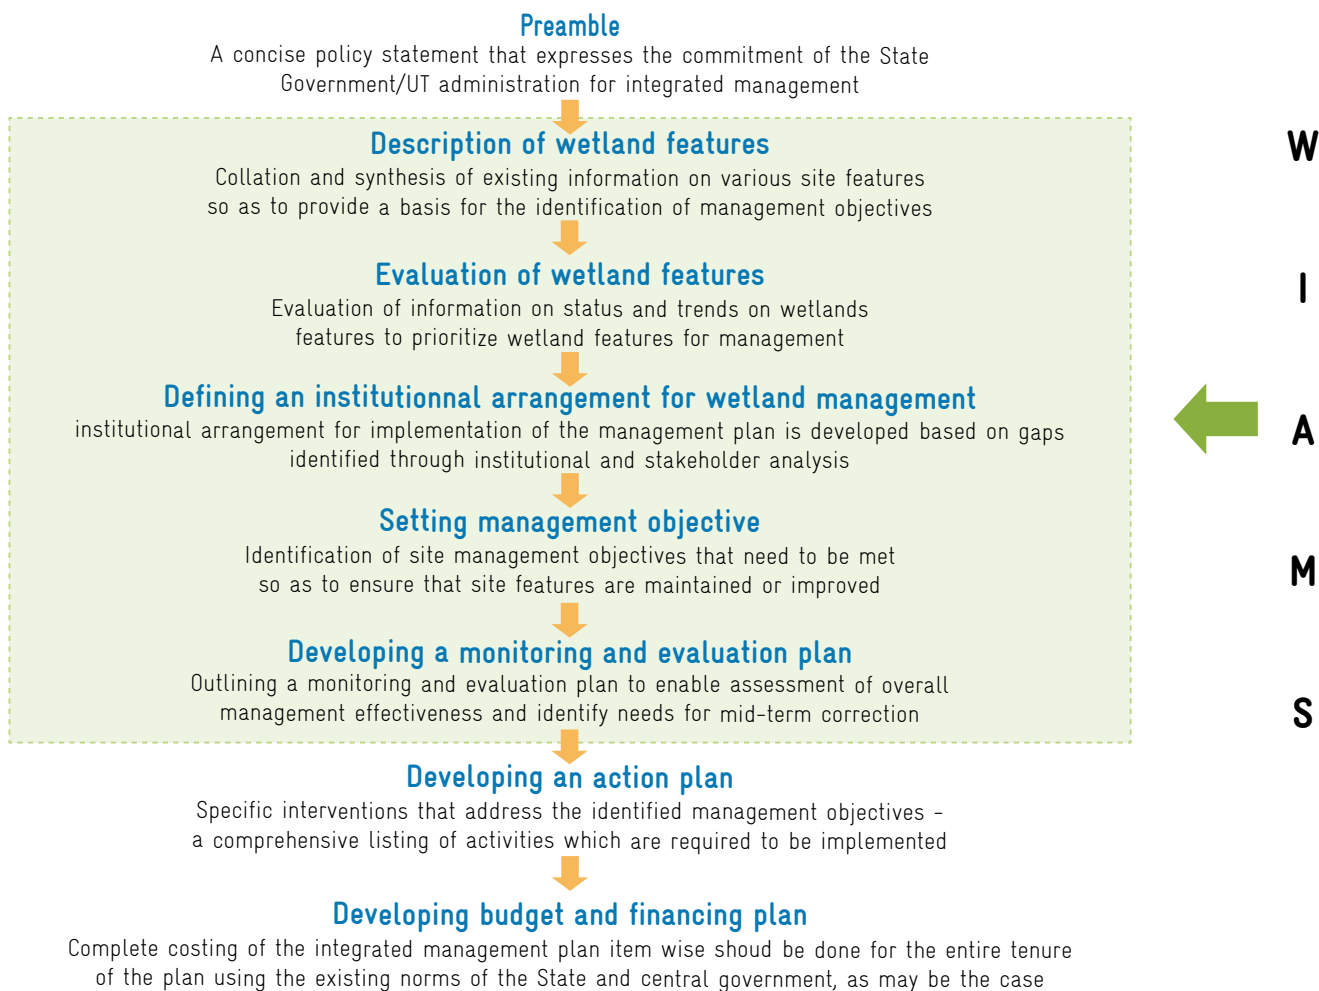 Preamble
A concise policy statement that expresses the commitment of the State
Government/UT administration for integrated management
Description of wetland features
Collation and synthesis of existing information on various site features
so as to provide a basis for the identification of management objectives
Evaluation of wetland features
Evaluation of information on status and trends on wetlands
features to prioritize wetland features for management
Defining an institutionnal arrangement for wetland management
institutional arrangement for implementation of the management plan is developed based on gaps
identified through institutional and stakeholder analysis
Setting management objective
Identification of site management objectives that need to be met
so as to ensure that site features are maintained or improved
Developing a monitoring and evaluation plan
Outlining a monitoring and evaluation plan to enable assessment of overall
management effectiveness and identify needs for mid-term correction
Developing an action plan
Specific interventions that address the identified management objectives -
a comprehensive listing of activities which are required to be implemented
Developing budget and financing plan
Complete costing of the integrated management plan item wise shoud be done for the entire tenure
of the plan using the existing norms of the State and central government, as may be the case
W
I
A
M
S